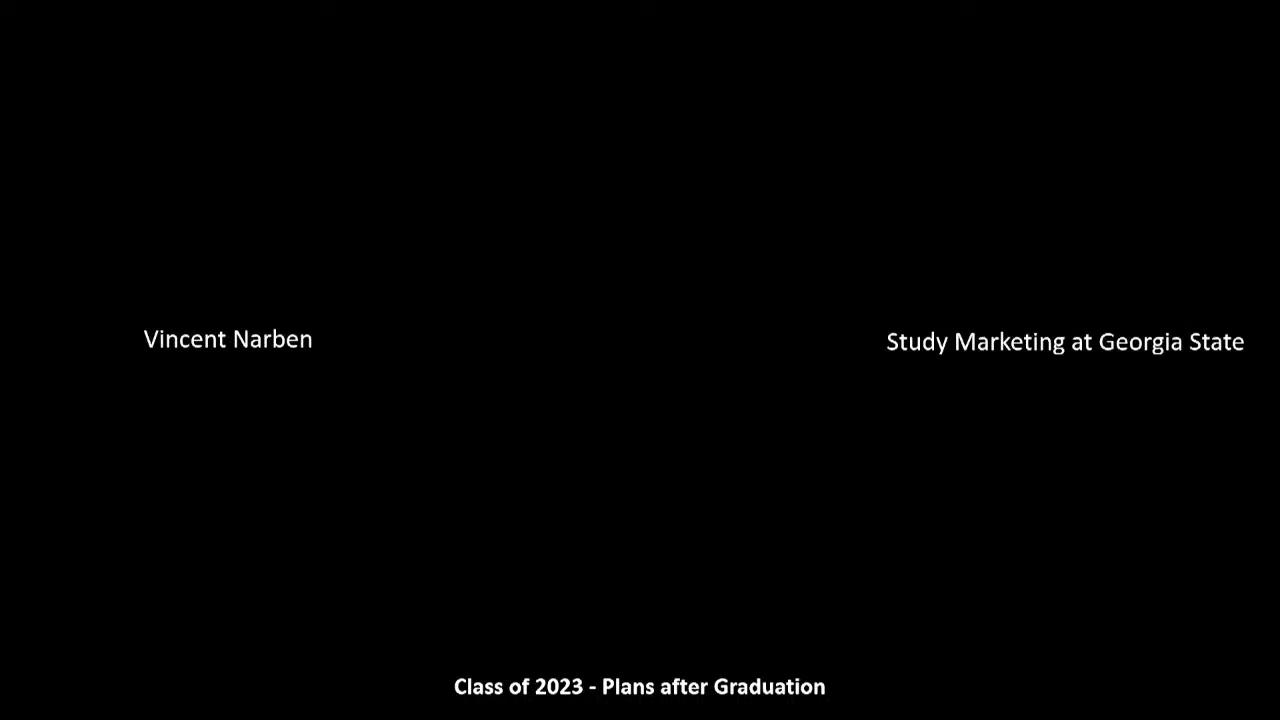 Vincent Narben
Study Marketing at Georgia State
Class of 2023 - Plans after Graduation